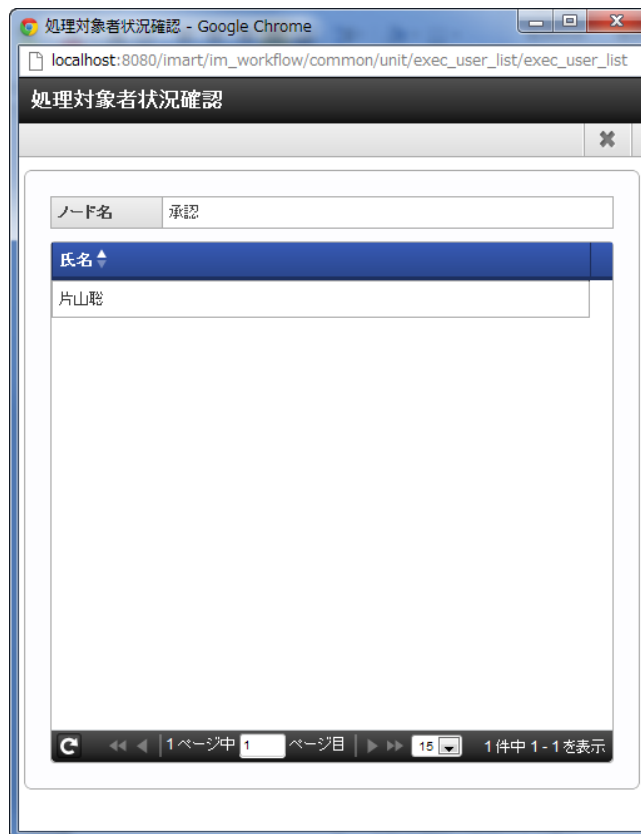 処理対象者状況確認 - Google Chrome
localhost:8080/imart/im_workflow/common/unit/exec_user_list/exec_user_list
処理対象者状況確認
ノード名 承認
氏名
片山聡
1 ページ中 1 ページ目 15 1 件中 1 - 1 を表示